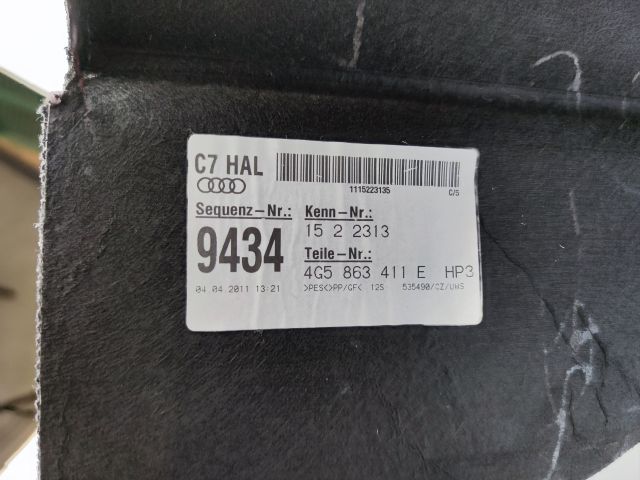 C7 HAL
1115223135 C/5
Sequenz-Nr.: Kenn-Nr.:
9434 15 2 2313
Teile-Nr.:
4G5 863 411 E HP3
04.04.2011 13:21 >PES<>PP/GF< 125 535490/CZ/UWS